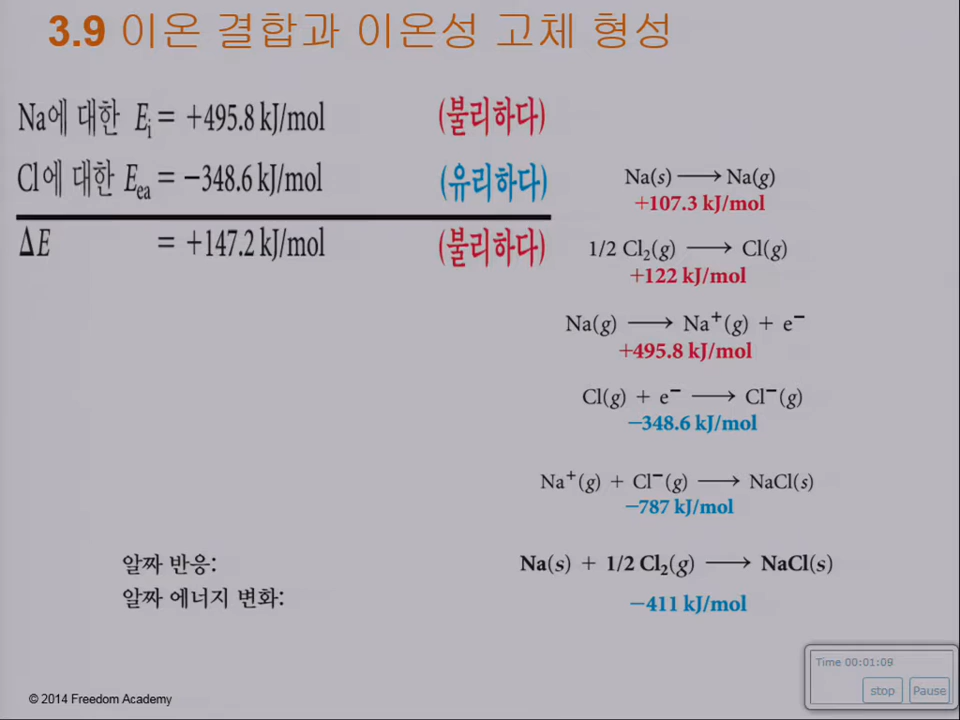 3.9 이온 결합과 이온성 고체 형성
Na에 대한 Ei = +495.8 kJ/mol (불리하다)
Cl에 대한 Eea = −348.6 kJ/mol (유리하다)
ΔE = +147.2 kJ/mol (불리하다)
Na(s) ⟶ Na(g)
+107.3 kJ/mol
1/2 Cl₂(g) ⟶ Cl(g)
+122 kJ/mol
Na(g) ⟶ Na⁺(g) + e⁻
+495.8 kJ/mol
Cl(g) + e⁻ ⟶ Cl⁻(g)
−348.6 kJ/mol
Na⁺(g) + Cl⁻(g) ⟶ NaCl(s)
−787 kJ/mol
알짜 반응: Na(s) + 1/2 Cl₂(g) ⟶ NaCl(s)
알짜 에너지 변화: −411 kJ/mol
Time 00:01:09
stop Pause
© 2014 Freedom Academy